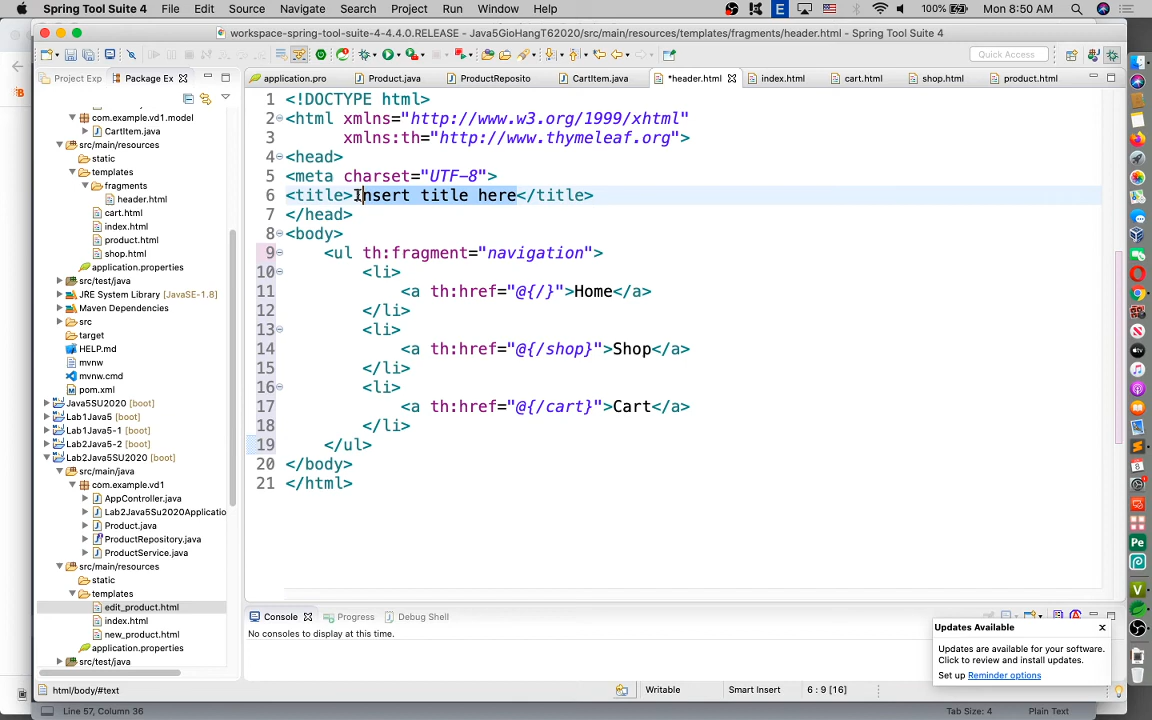 Spring Tool Suite 4 File Edit Source Navigate Search Project Run Window Help 100% Mon 8:50 AM
workspace-spring-tool-suite-4-4.4.0.RELEASE - Java5GioHangT62020/src/main/resources/templates/fragments/header.html - Spring Tool Suite 4
Quick Access
Project Exp Package Ex
application.pro Product.java ProductReposito CartItem.java *header.html index.html cart.html shop.html product.html
com.example.vd1.model
CartItem.java
src/main/resources
static
templates
fragments
header.html
cart.html
index.html
product.html
shop.html
application.properties
src/test/java
JRE System Library [JavaSE-1.8]
Maven Dependencies
src
target
HELP.md
mvnw
mvnw.cmd
pom.xml
Java5SU2020 [boot]
Lab1Java5 [boot]
Lab1Java5-1 [boot]
Lab2Java5-2 [boot]
Lab2Java5SU2020 [boot]
src/main/java
com.example.vd1
AppController.java
Lab2Java5Su2020Applicatio
Product.java
ProductRepository.java
ProductService.java
src/main/resources
static
templates
edit_product.html
index.html
new_product.html
application.properties
src/test/java
1 <!DOCTYPE html>
2 <html xmlns="http://www.w3.org/1999/xhtml"
3 xmlns:th="http://www.thymeleaf.org">
4 <head>
5 <meta charset="UTF-8">
6 <title>Insert title here</title>
7 </head>
8 <body>
9 <ul th:fragment="navigation">
10 <li>
11 <a th:href="@{/}">Home</a>
12 </li>
13 <li>
14 <a th:href="@{/shop}">Shop</a>
15 </li>
16 <li>
17 <a th:href="@{/cart}">Cart</a>
18 </li>
19 </ul>
20 </body>
21 </html>
Console Progress Debug Shell
No consoles to display at this time.
Updates Available
Updates are available for your software.
Click to review and install updates.
Set up Reminder options
html/body/#text Writable Smart Insert 6 : 9 [16]
Line 57, Column 36 Tab Size: 4 Plain Text